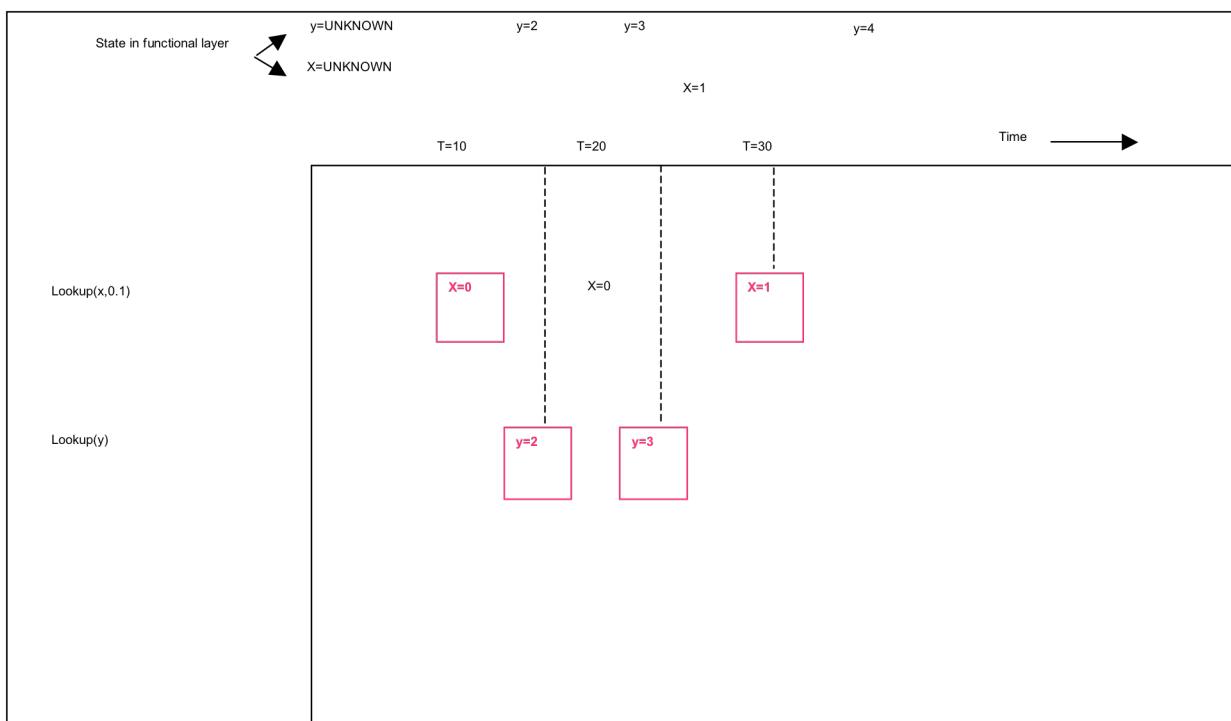 y=UNKNOWN
y=2
y=3
y=4
State in functional layer
X=UNKNOWN
X=1
Time
T=10
T=20
T=30
Lookup(x,0.1)
X=0
X=0
X=1
Lookup(y)
y=2
y=3